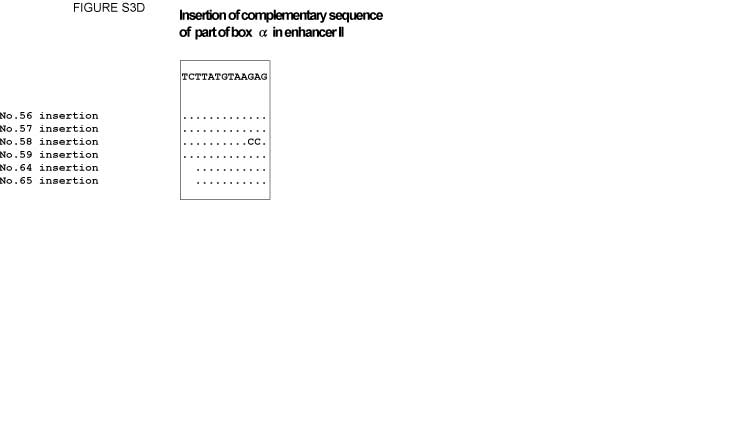 FIGURE S3D
Insertion of complementary sequence
of part of box α in enhancer II
TCTTATGTAAGAG
No.56 insertion .............
No.57 insertion .............
No.58 insertion ..........CC.
No.59 insertion .............
No.64 insertion ...........
No.65 insertion ...........